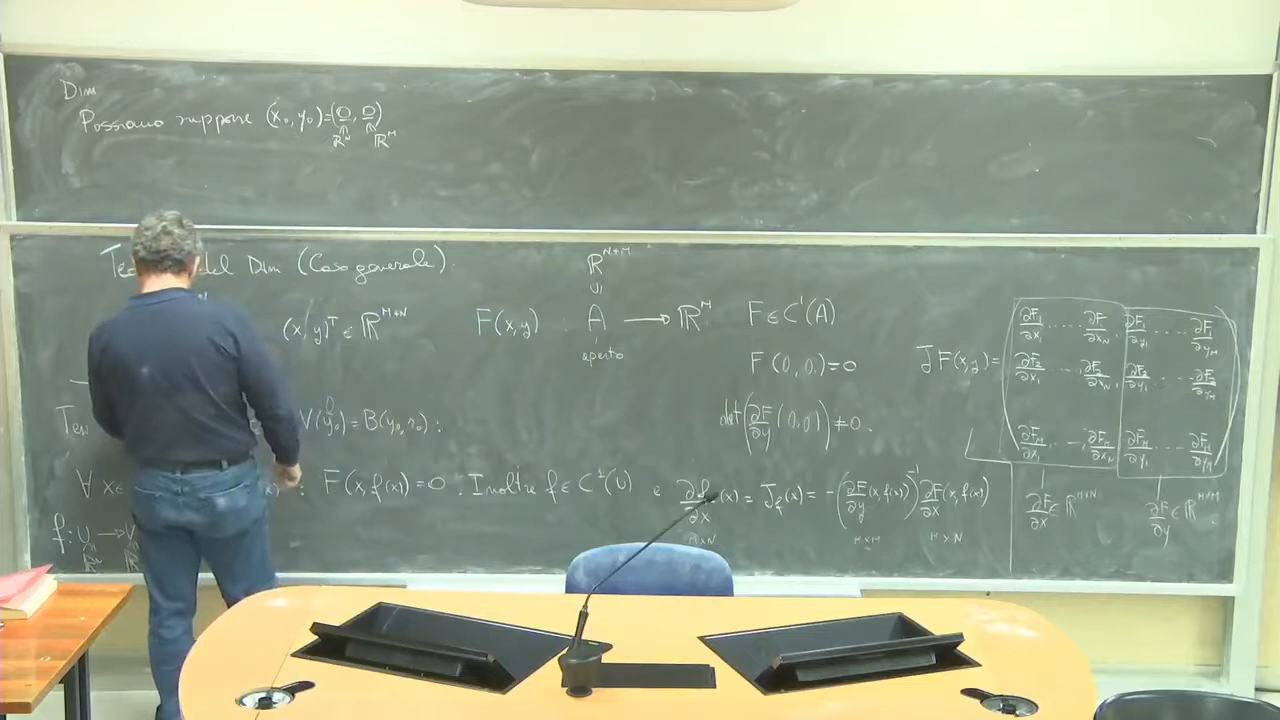 Dim
Possiamo supporre (x₀, y₀) = (0, 0)
ℝᴺ ℝᴹ
del Dim (Caso generale).
ℝᴺ⁺ᴹ
∪
(x, y)ᵀ ∈ ℝᴹ⁺ᴺ F(x,y) : A → ℝᴹ F ∈ C¹(A)
aperto
F(0,0) = 0
JF(x,y) = ( ∂F₁/∂x₁ .... ∂F/∂x_N ∂F₁/∂y₁ ..... ∂F₁/∂y_M
∂F₂/∂x₁ .... ∂F₂/∂x_N ∂F₂/∂y₁ ..... ∂F₂/∂y_M
∂F_M/∂x₁ .... ∂F_M/∂x_N ∂F_M/∂y₁ .... ∂F_M/∂y_M )
det(∂F/∂y (0,0)) ≠ 0.
V(y₀) = B(y₀, r₀) :
∀ x ∈ : F(x, f(x)) = 0. Inoltre f ∈ C¹(U) e ∂f/∂x (x) = J_f(x) = -(∂F/∂y (x, f(x)))⁻¹ ∂F/∂x (x, f(x))
M×N M×M M×N
∂F/∂x ∈ ℝᴹˣᴺ ∂F/∂y ∈ ℝᴹˣᴹ
f: U → V